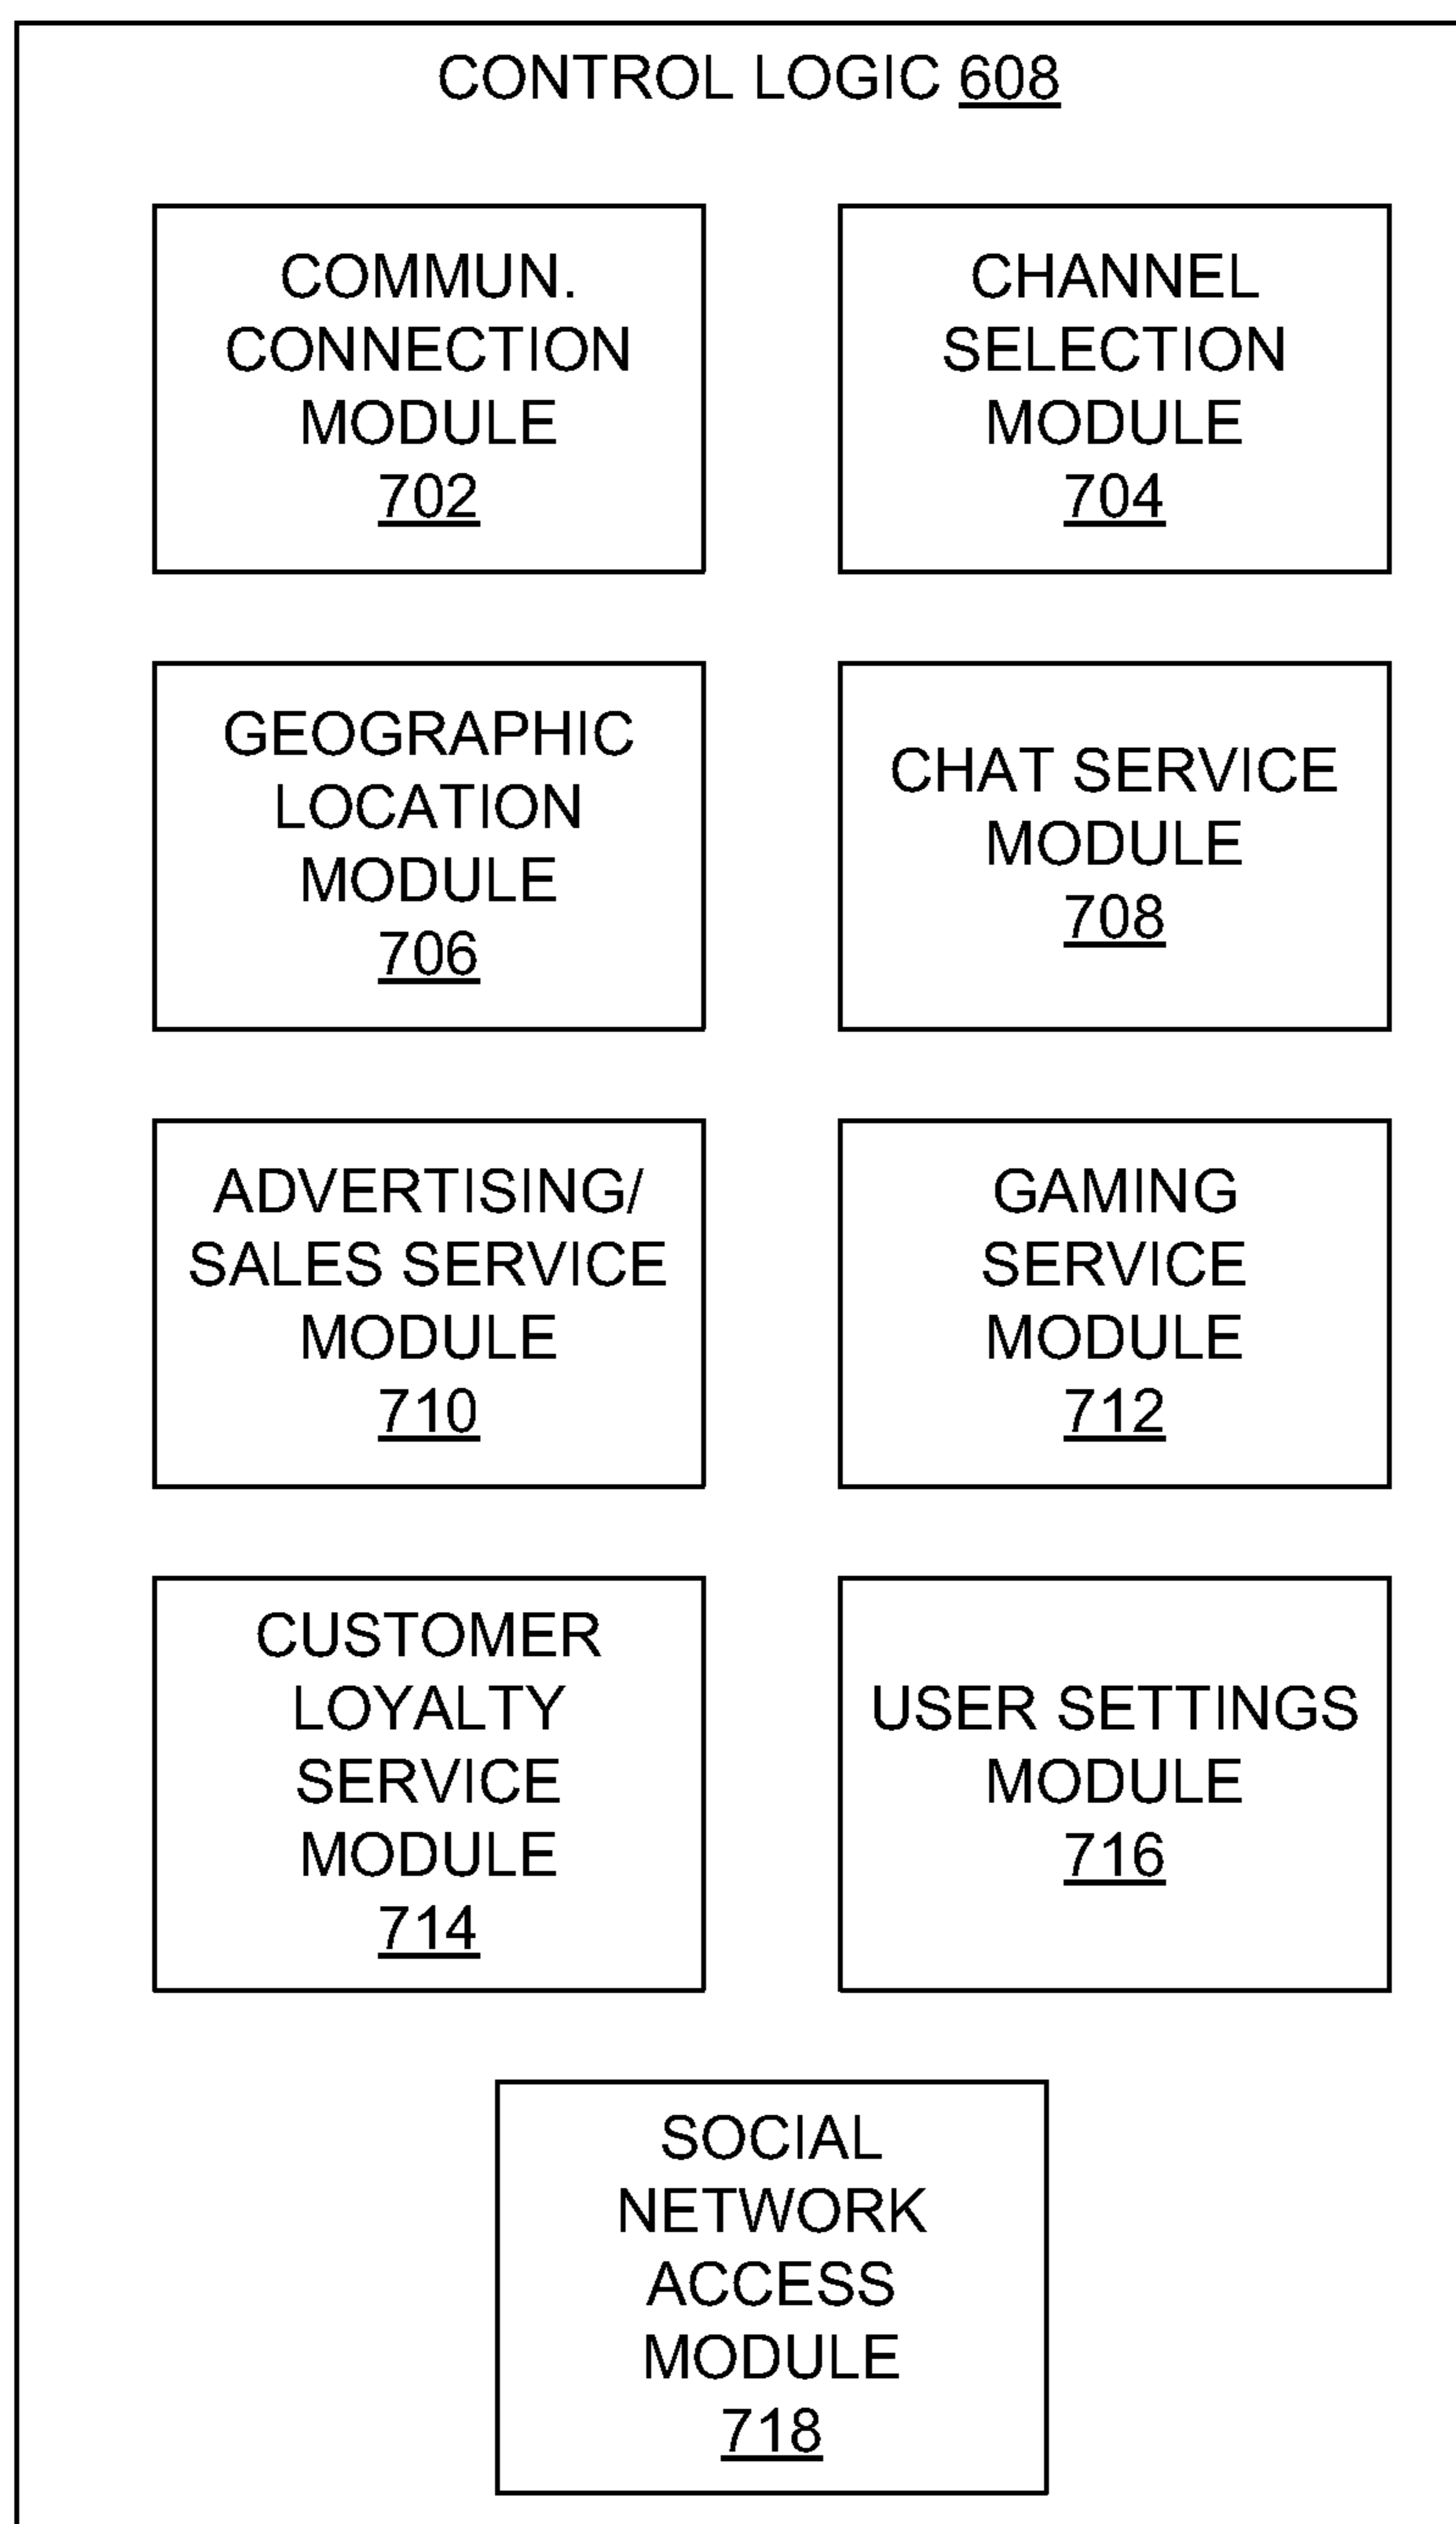 CONTROL LOGIC 608
COMMUN.
CONNECTION
MODULE
702
CHANNEL
SELECTION
MODULE
704
GEOGRAPHIC
LOCATION
MODULE
706
CHAT SERVICE
MODULE
708
ADVERTISING/
SALES SERVICE
MODULE
710
GAMING
SERVICE
MODULE
712
CUSTOMER
LOYALTY
SERVICE
MODULE
714
USER SETTINGS
MODULE
716
SOCIAL
NETWORK
ACCESS
MODULE
718